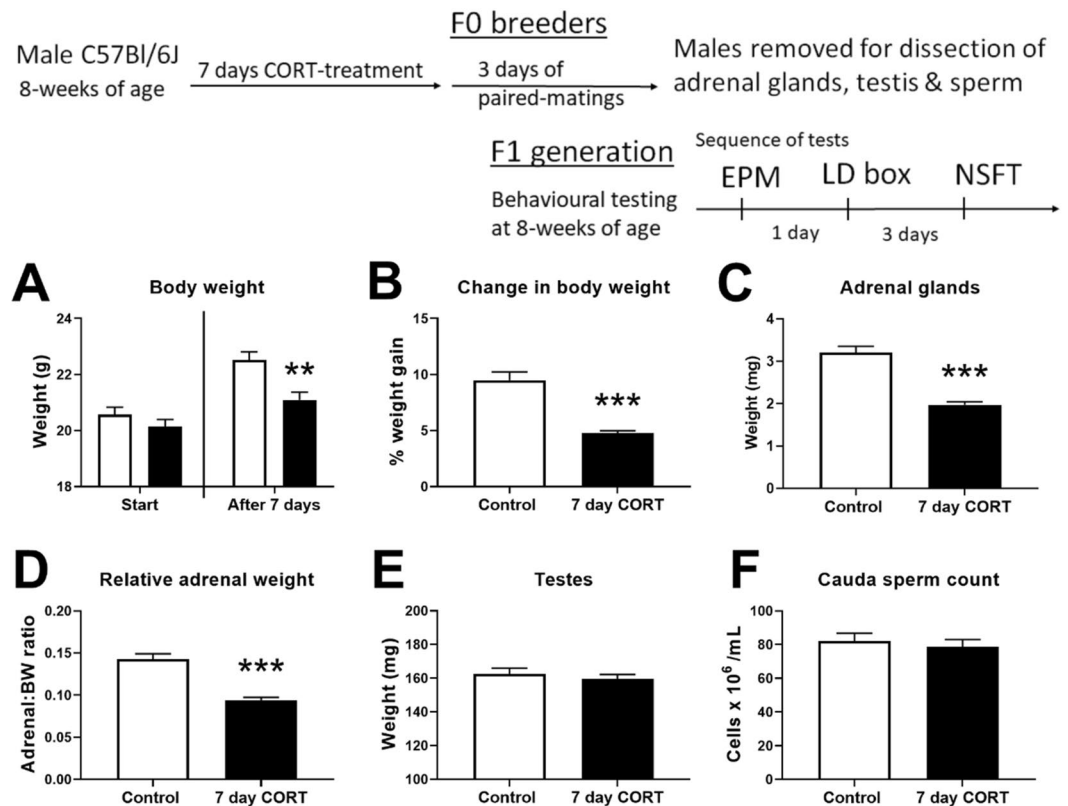 F0 breeders
Male C57Bl/6J
8-weeks of age
7 days CORT-treatment
3 days of
paired-matings
Males removed for dissection of
adrenal glands, testis & sperm
F1 generation
Behavioural testing
at 8-weeks of age
Sequence of tests
EPM LD box NSFT
1 day 3 days
A
Body weight
Weight (g)
24
22
20
18
**
Start After 7 days
B
Change in body weight
% weight gain
15
10
5
0
***
Control 7 day CORT
C
Adrenal glands
Weight (mg)
4
3
2
1
0
***
Control 7 day CORT
D
Relative adrenal weight
Adrenal:BW ratio
0.20
0.15
0.10
0.05
0.00
***
Control 7 day CORT
E
Testes
Weight (mg)
200
180
160
140
120
100
Control 7 day CORT
F
Cauda sperm count
Cells x 10⁶ /mL
100
80
60
40
20
0
Control 7 day CORT